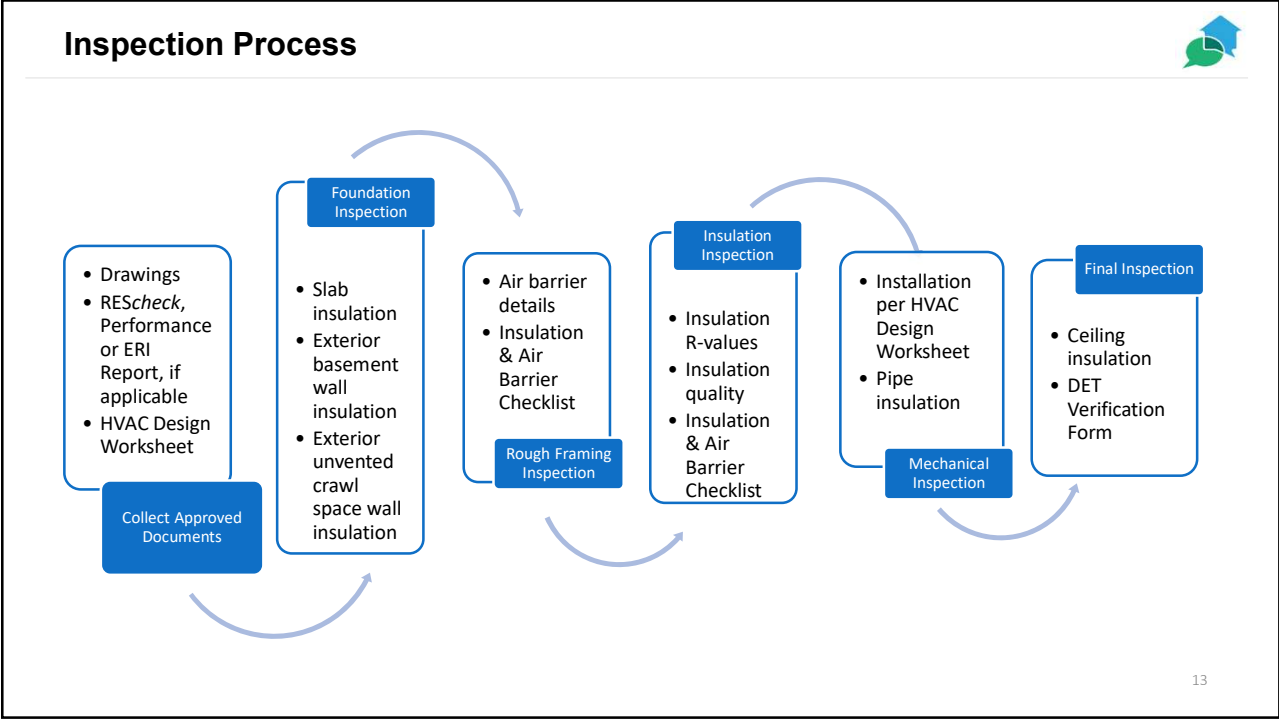 Inspection Process
• Drawings
• REScheck,
Performance
or ERI
Report, if
applicable
• HVAC Design
Worksheet
Collect Approved
Documents
Foundation
Inspection
• Slab
insulation
• Exterior
basement
wall
insulation
• Exterior
unvented
crawl
space wall
insulation
• Air barrier
details
• Insulation
& Air
Barrier
Checklist
Rough Framing
Inspection
Insulation
Inspection
• Insulation
R-values
• Insulation
quality
• Insulation
& Air
Barrier
Checklist
• Installation
per HVAC
Design
Worksheet
• Pipe
insulation
Mechanical
Inspection
Final Inspection
• Ceiling
insulation
• DET
Verification
Form
13